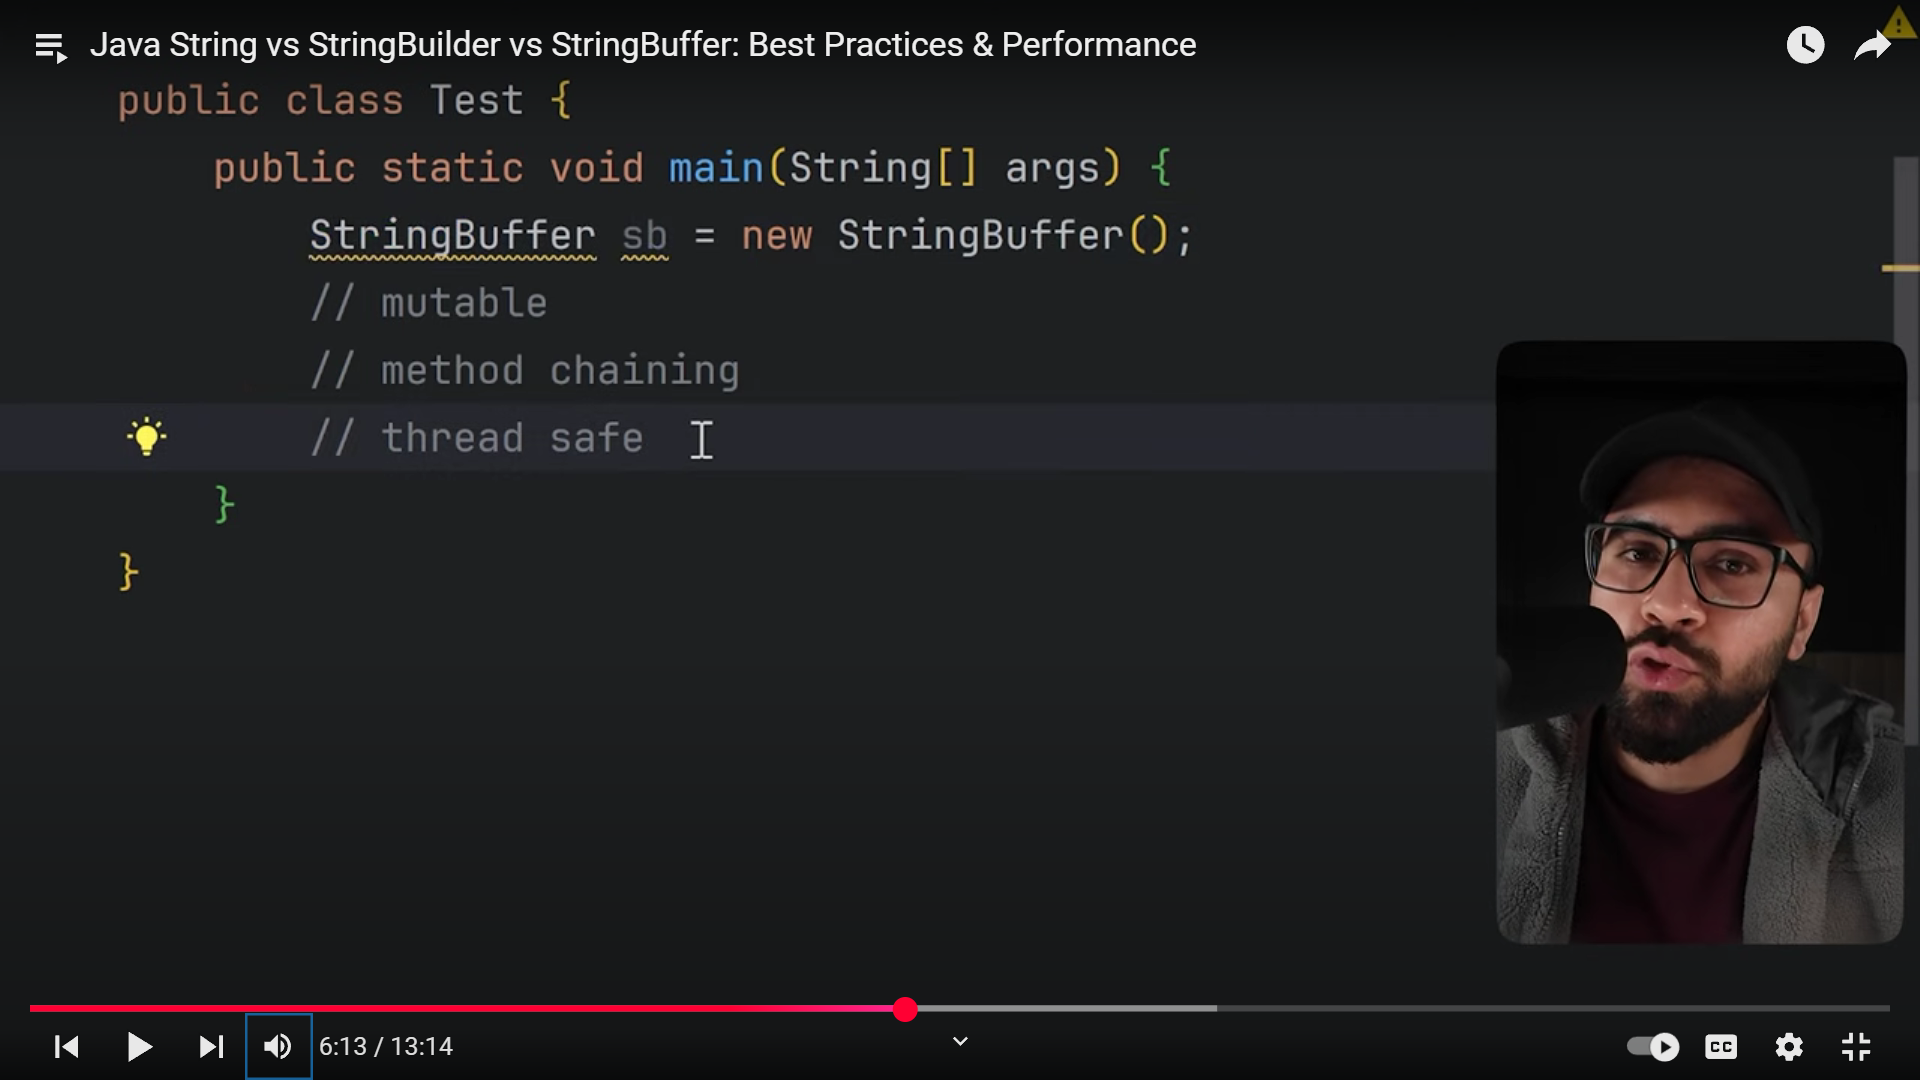 Java String vs StringBuilder vs StringBuffer: Best Practices & Performance
public class Test {
public static void main(String[] args) {
StringBuffer sb = new StringBuffer();
// mutable
// method chaining
// thread safe
}
}
6:13 / 13:14
CC